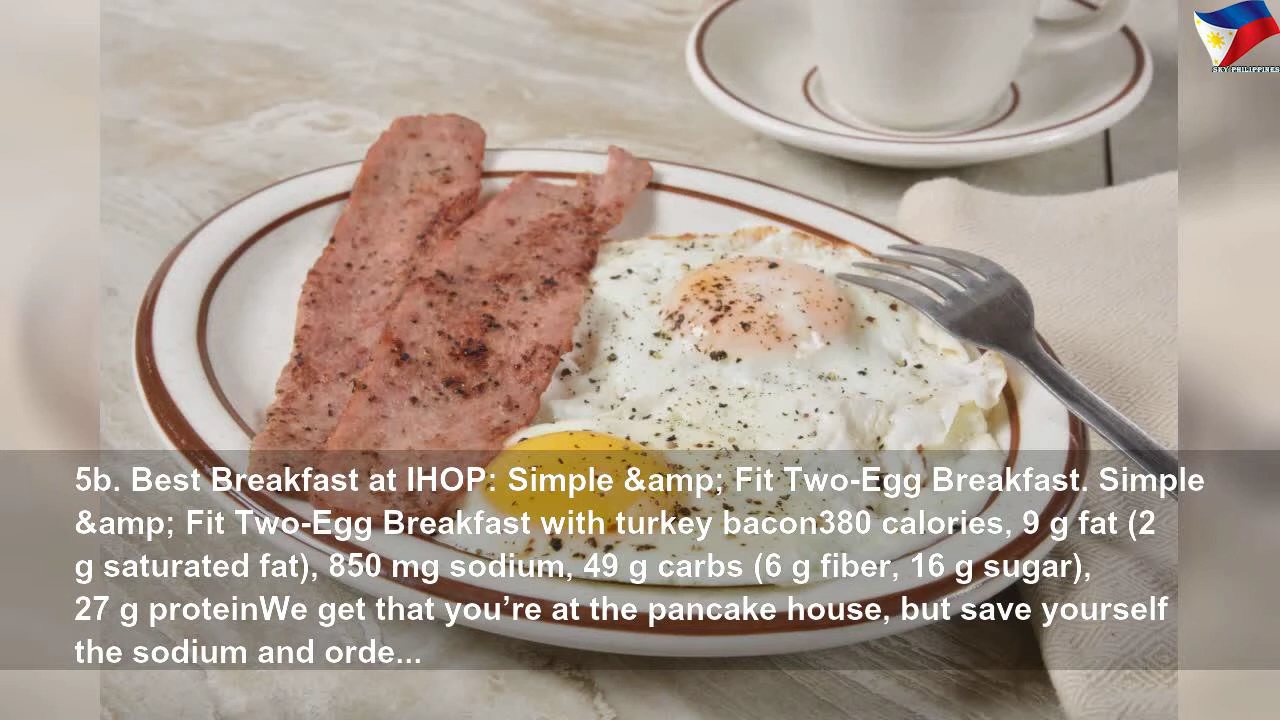 SKY PHILIPPINES
5b. Best Breakfast at IHOP: Simple &amp; Fit Two-Egg Breakfast. Simple
&amp; Fit Two-Egg Breakfast with turkey bacon380 calories, 9 g fat (2
g saturated fat), 850 mg sodium, 49 g carbs (6 g fiber, 16 g sugar),
27 g proteinWe get that you’re at the pancake house, but save yourself
the sodium and orde...